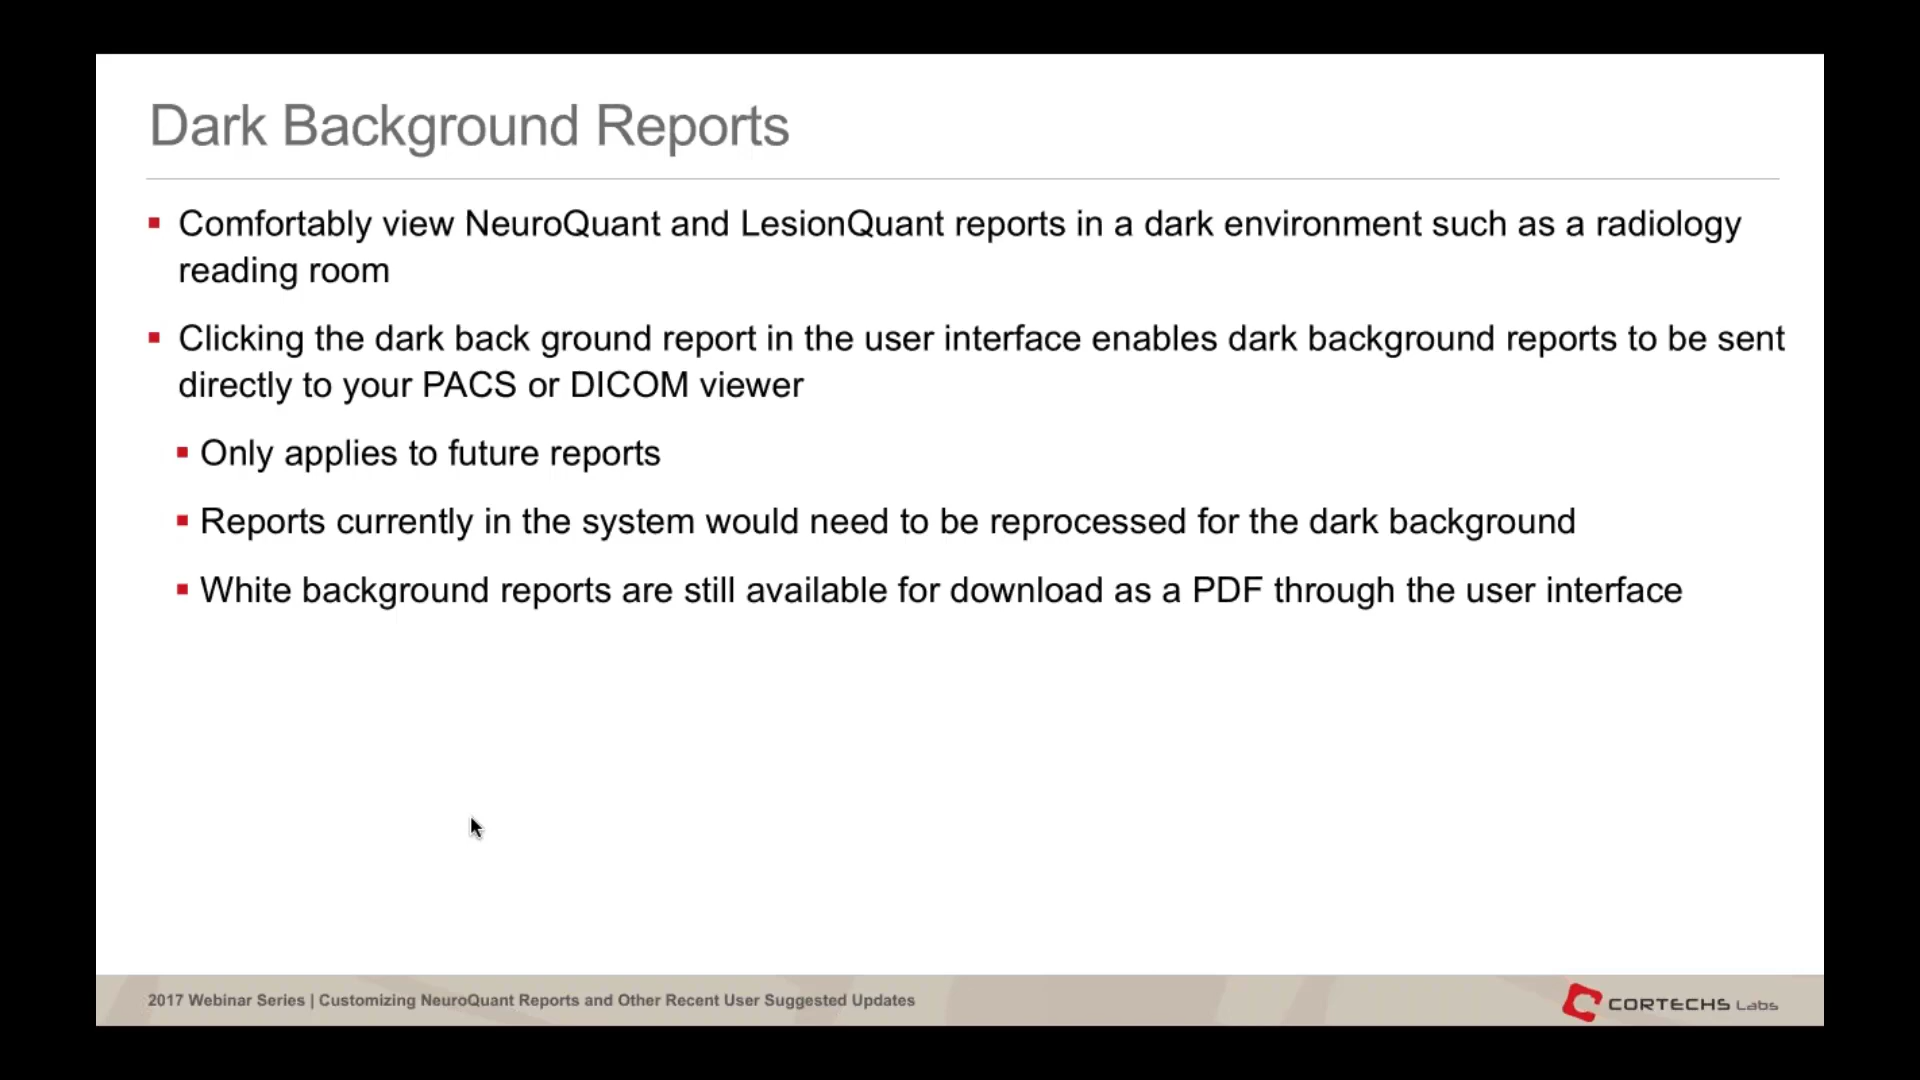 Dark Background Reports
Comfortably view NeuroQuant and LesionQuant reports in a dark environment such as a radiology
reading room
Clicking the dark back ground report in the user interface enables dark background reports to be sent
directly to your PACS or DICOM viewer
Only applies to future reports
Reports currently in the system would need to be reprocessed for the dark background
White background reports are still available for download as a PDF through the user interface
2017 Webinar Series | Customizing NeuroQuant Reports and Other Recent User Suggested Updates
CORTECHS Labs